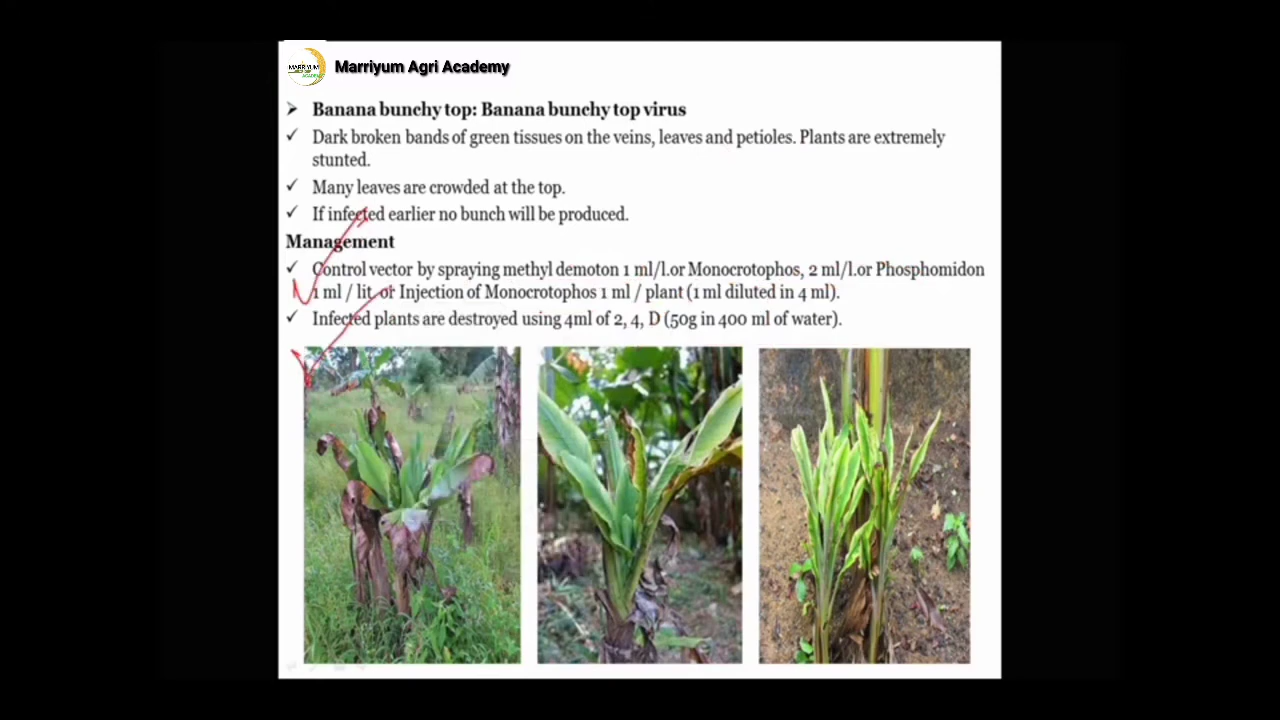 MARRIYUM
ACADEMY
Marriyum Agri Academy
➤ Banana bunchy top: Banana bunchy top virus
✓ Dark broken bands of green tissues on the veins, leaves and petioles. Plants are extremely
stunted.
✓ Many leaves are crowded at the top.
✓ If infected earlier no bunch will be produced.
Management
✓ Control vector by spraying methyl demoton 1 ml/l.or Monocrotophos, 2 ml/l.or Phosphomidon
1 ml / lit. or Injection of Monocrotophos 1 ml / plant (1 ml diluted in 4 ml).
✓ Infected plants are destroyed using 4ml of 2, 4, D (50g in 400 ml of water).